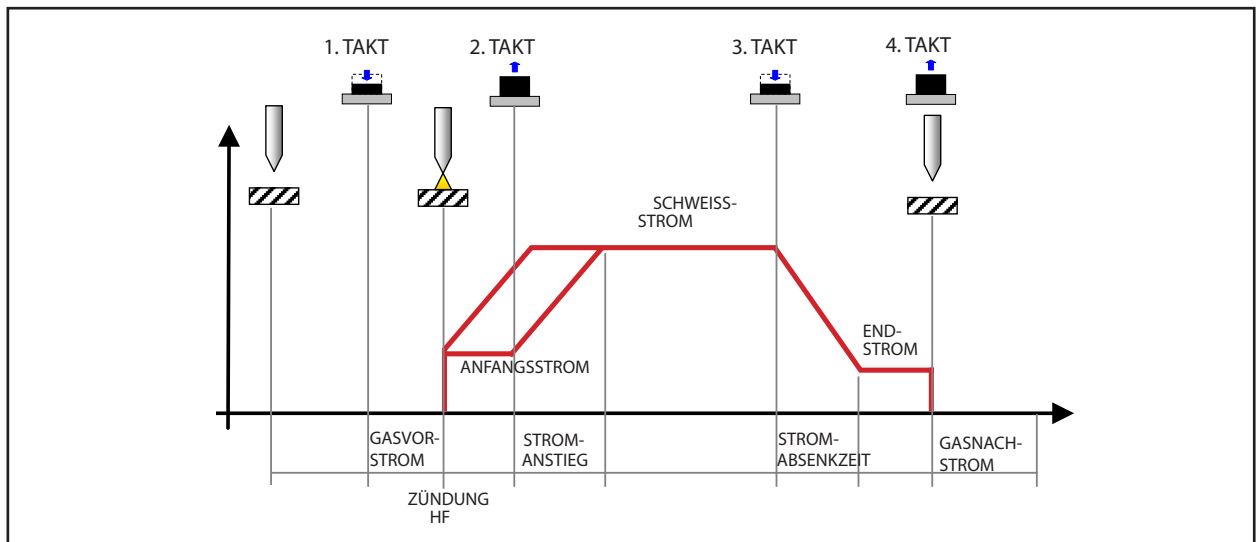 1. TAKT
2. TAKT
3. TAKT
4. TAKT
SCHWEISS-
STROM
END-
STROM
ANFANGSSTROM
GASVOR-
STROM
STROM-
ANSTIEG
STROM-
ABSENKZEIT
GASNACH-
STROM
ZÜNDUNG
HF